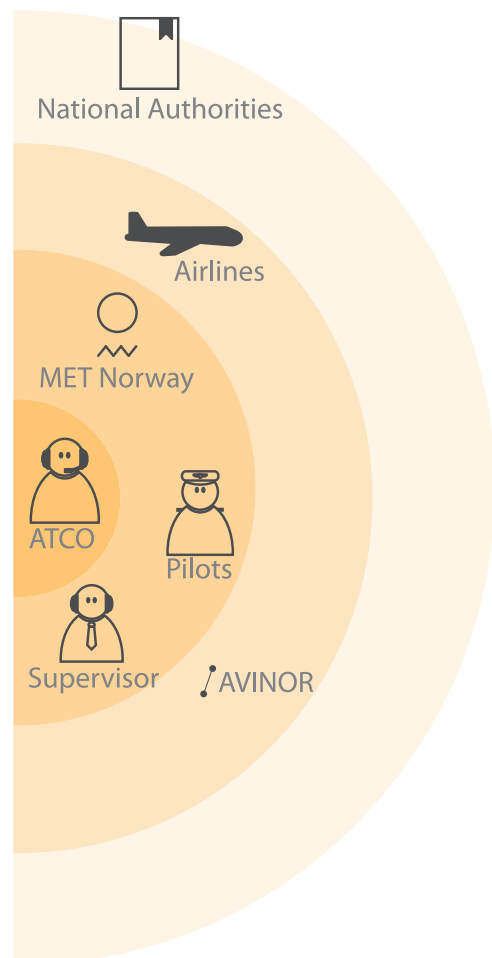 National Authorities
Airlines
MET Norway
ATCO
Pilots
Supervisor
AVINOR